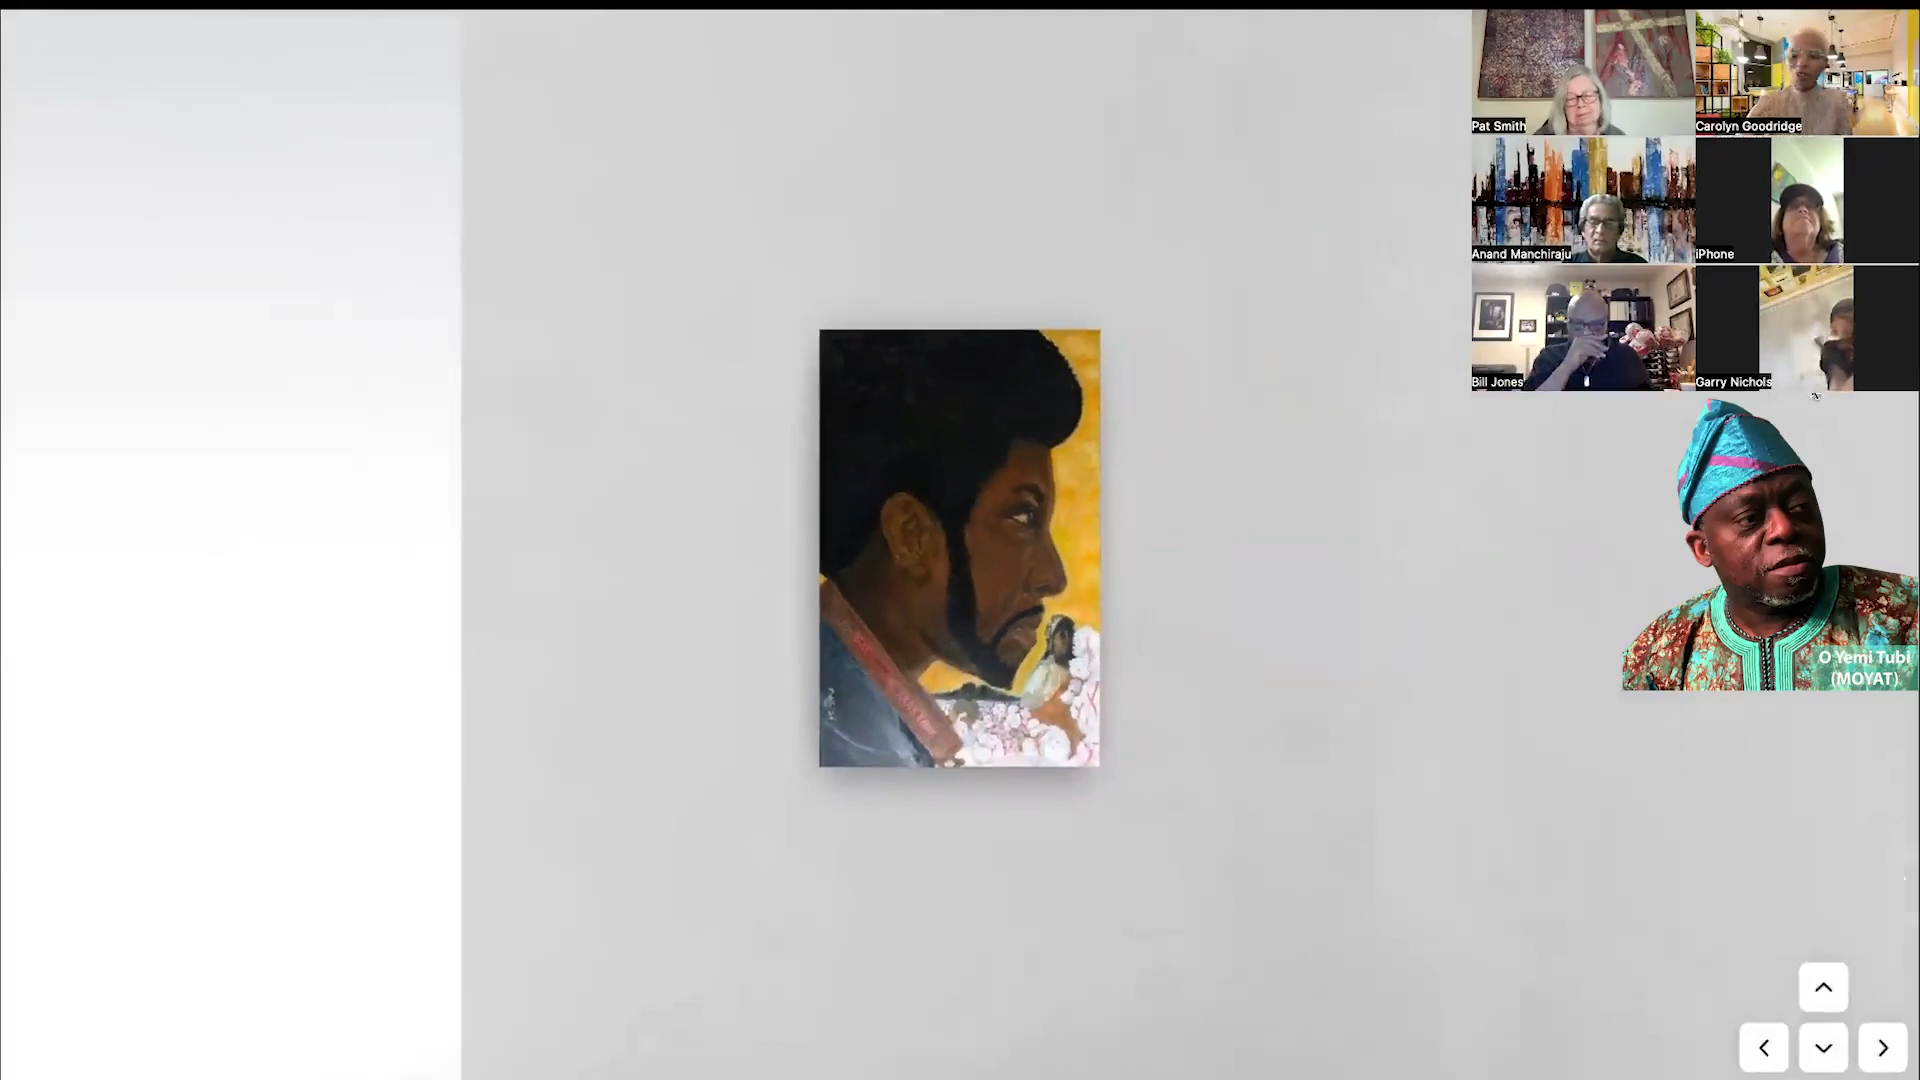 Pat Smith
Carolyn Goodridge
Anand Manchiraju
iPhone
Bill Jones
Garry Nichols
O Yemi Tubi
(MOYAT)